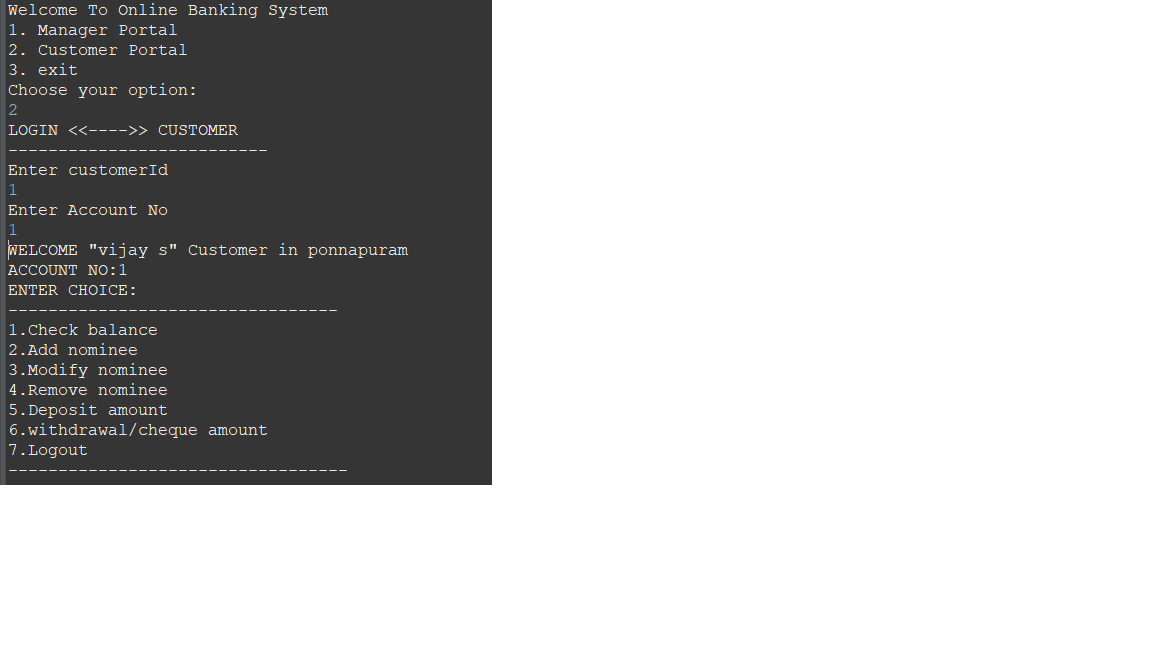 Welcome To Online Banking System
1. Manager Portal
2. Customer Portal
3. exit
Choose your option:
2
LOGIN <<---->> CUSTOMER
--------------------------
Enter customerId
1
Enter Account No
1
WELCOME "vijay s" Customer in ponnapuram
ACCOUNT NO:1
ENTER CHOICE:
---------------------------------
1.Check balance
2.Add nominee
3.Modify nominee
4.Remove nominee
5.Deposit amount
6.withdrawal/cheque amount
7.Logout
----------------------------------